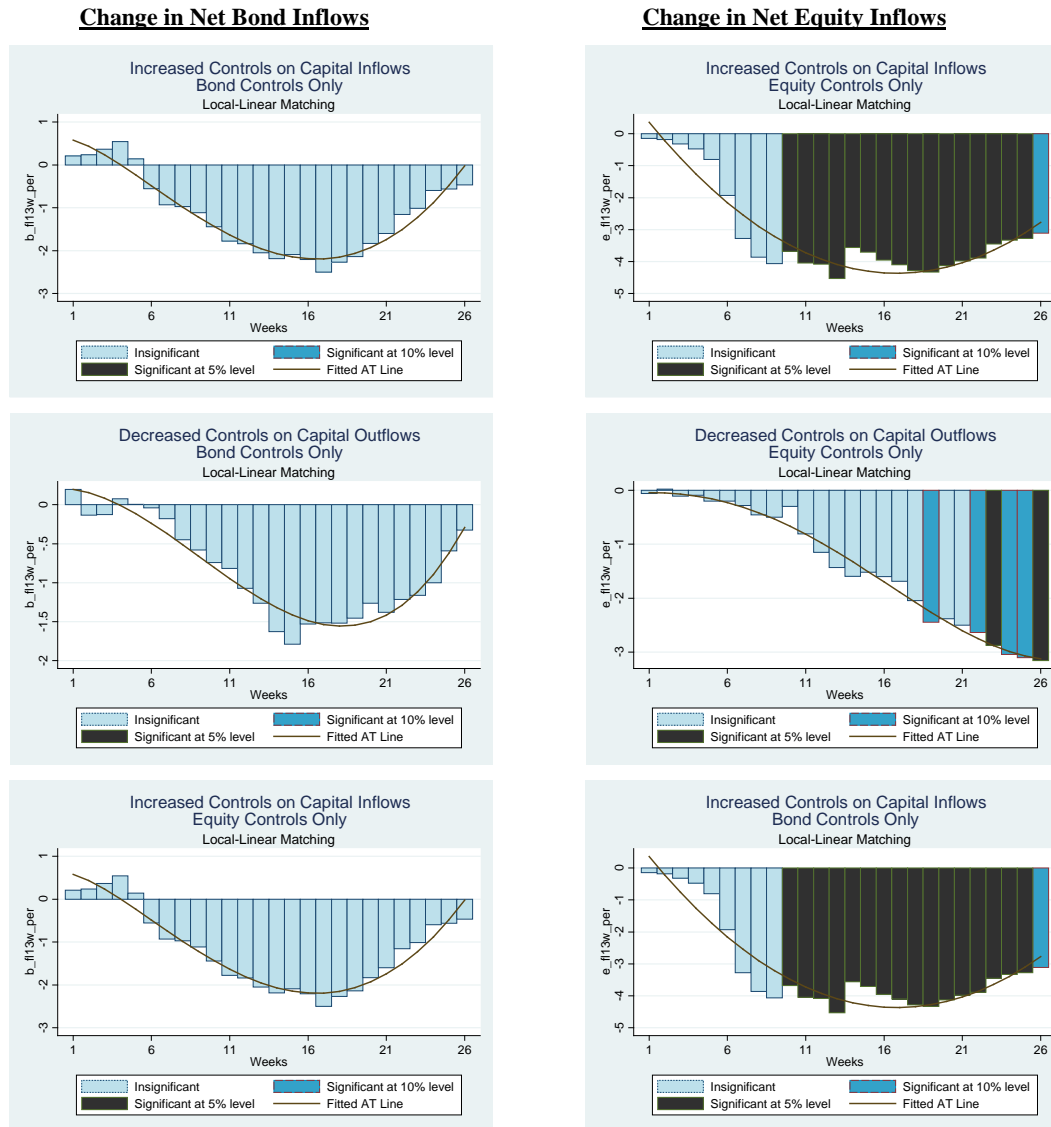 Change in Net Bond Inflows
Change in Net Equity Inflows
Increased Controls on Capital Inflows
Bond Controls Only
Local-Linear Matching
b_fl13w_per
1
0
-1
-2
-3
1 6 11 16 21 26
Weeks
Insignificant Significant at 10% level
Significant at 5% level Fitted AT Line
Increased Controls on Capital Inflows
Equity Controls Only
Local-Linear Matching
e_fl13w_per
0
-1
-2
-3
-4
-5
1 6 11 16 21 26
Weeks
Insignificant Significant at 10% level
Significant at 5% level Fitted AT Line
Decreased Controls on Capital Outflows
Bond Controls Only
Local-Linear Matching
b_fl13w_per
0
-.5
-1
-1.5
-2
1 6 11 16 21 26
Weeks
Insignificant Significant at 10% level
Significant at 5% level Fitted AT Line
Decreased Controls on Capital Outflows
Equity Controls Only
Local-Linear Matching
e_fl13w_per
0
-1
-2
-3
1 6 11 16 21 26
Weeks
Insignificant Significant at 10% level
Significant at 5% level Fitted AT Line
Increased Controls on Capital Inflows
Equity Controls Only
Local-Linear Matching
b_fl13w_per
1
0
-1
-2
-3
1 6 11 16 21 26
Weeks
Insignificant Significant at 10% level
Significant at 5% level Fitted AT Line
Increased Controls on Capital Inflows
Bond Controls Only
Local-Linear Matching
e_fl13w_per
0
-1
-2
-3
-4
-5
1 6 11 16 21 26
Weeks
Insignificant Significant at 10% level
Significant at 5% level Fitted AT Line